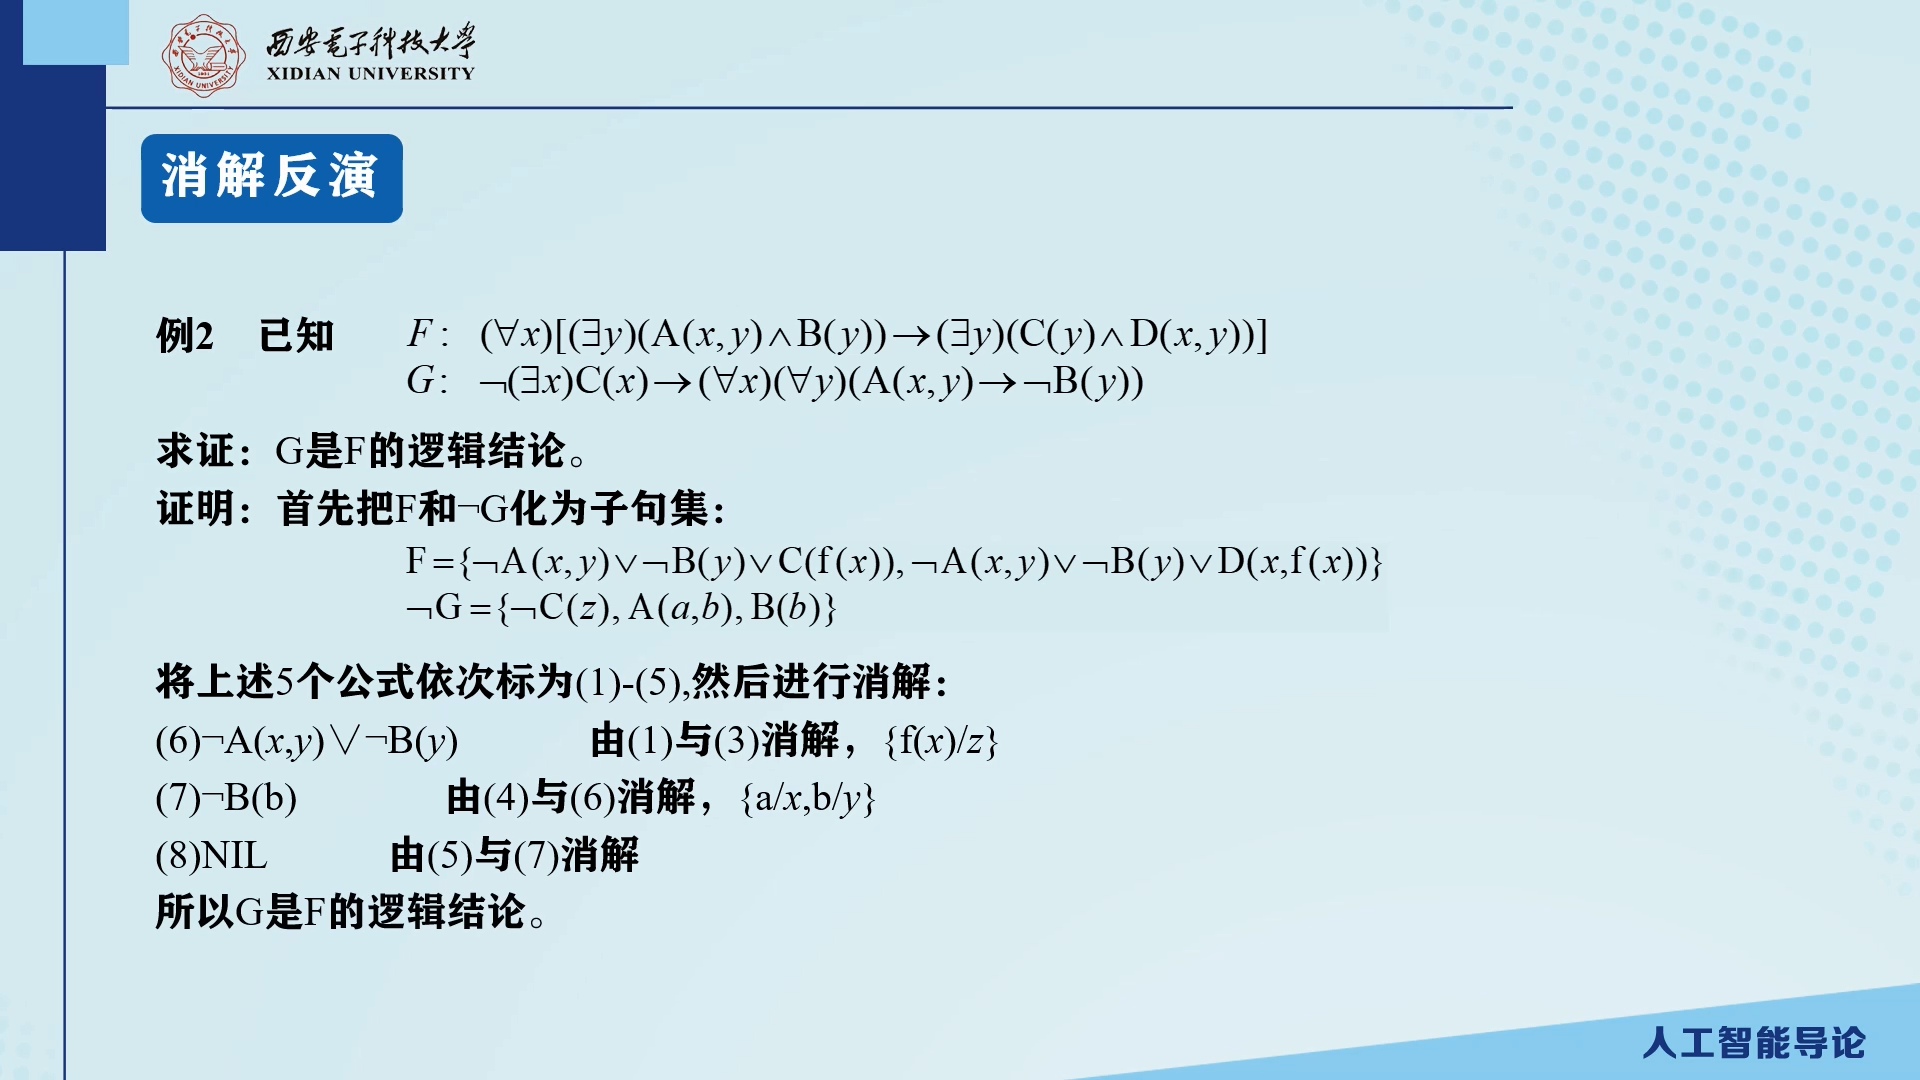 西安电子科技大学
XIDIAN UNIVERSITY
消解反演
例2 已知 F: (∀x)[(∃y)(A(x,y)∧B(y))→(∃y)(C(y)∧D(x,y))]
G: ¬(∃x)C(x)→(∀x)(∀y)(A(x,y)→¬B(y))
求证：G是F的逻辑结论。
证明：首先把F和¬G化为子句集：
F={¬A(x,y)∨¬B(y)∨C(f(x)),¬A(x,y)∨¬B(y)∨D(x,f(x))}
¬G={¬C(z),A(a,b),B(b)}
将上述5个公式依次标为(1)-(5),然后进行消解：
(6)¬A(x,y)∨¬B(y) 由(1)与(3)消解，{f(x)/z}
(7)¬B(b) 由(4)与(6)消解，{a/x,b/y}
(8)NIL 由(5)与(7)消解
所以G是F的逻辑结论。
人工智能导论